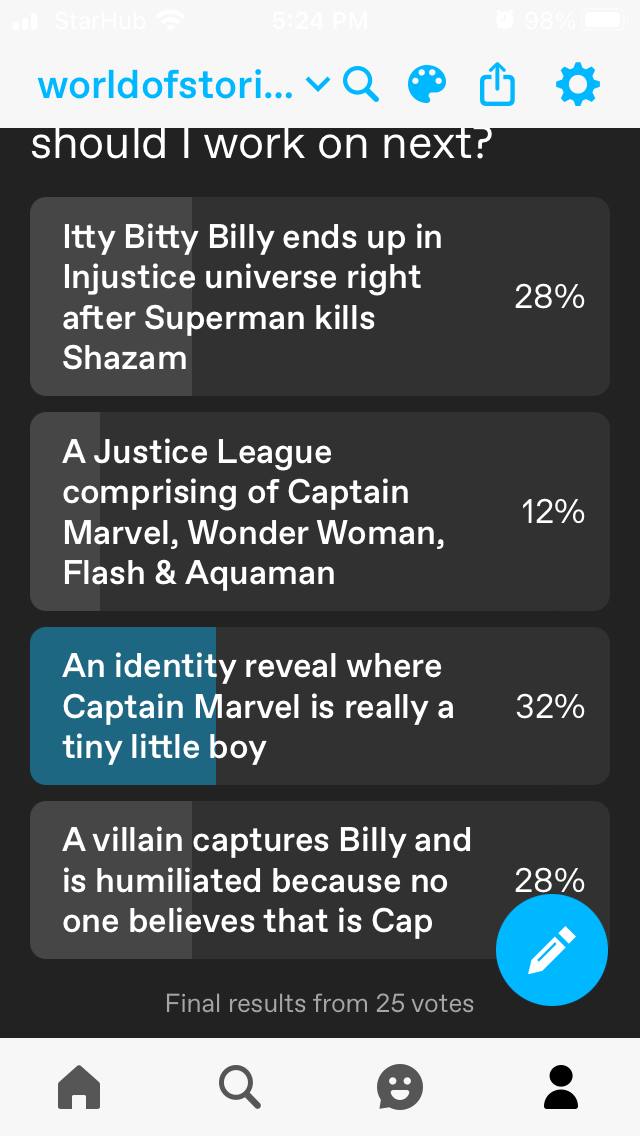 StarHub 5:24 PM 98%
worldofstori...
should I work on next?
Itty Bitty Billy ends up in
Injustice universe right
after Superman kills
Shazam
28%
A Justice League
comprising of Captain
Marvel, Wonder Woman,
Flash & Aquaman
12%
An identity reveal where
Captain Marvel is really a
tiny little boy
32%
A villain captures Billy and
is humiliated because no
one believes that is Cap
28%
Final results from 25 votes